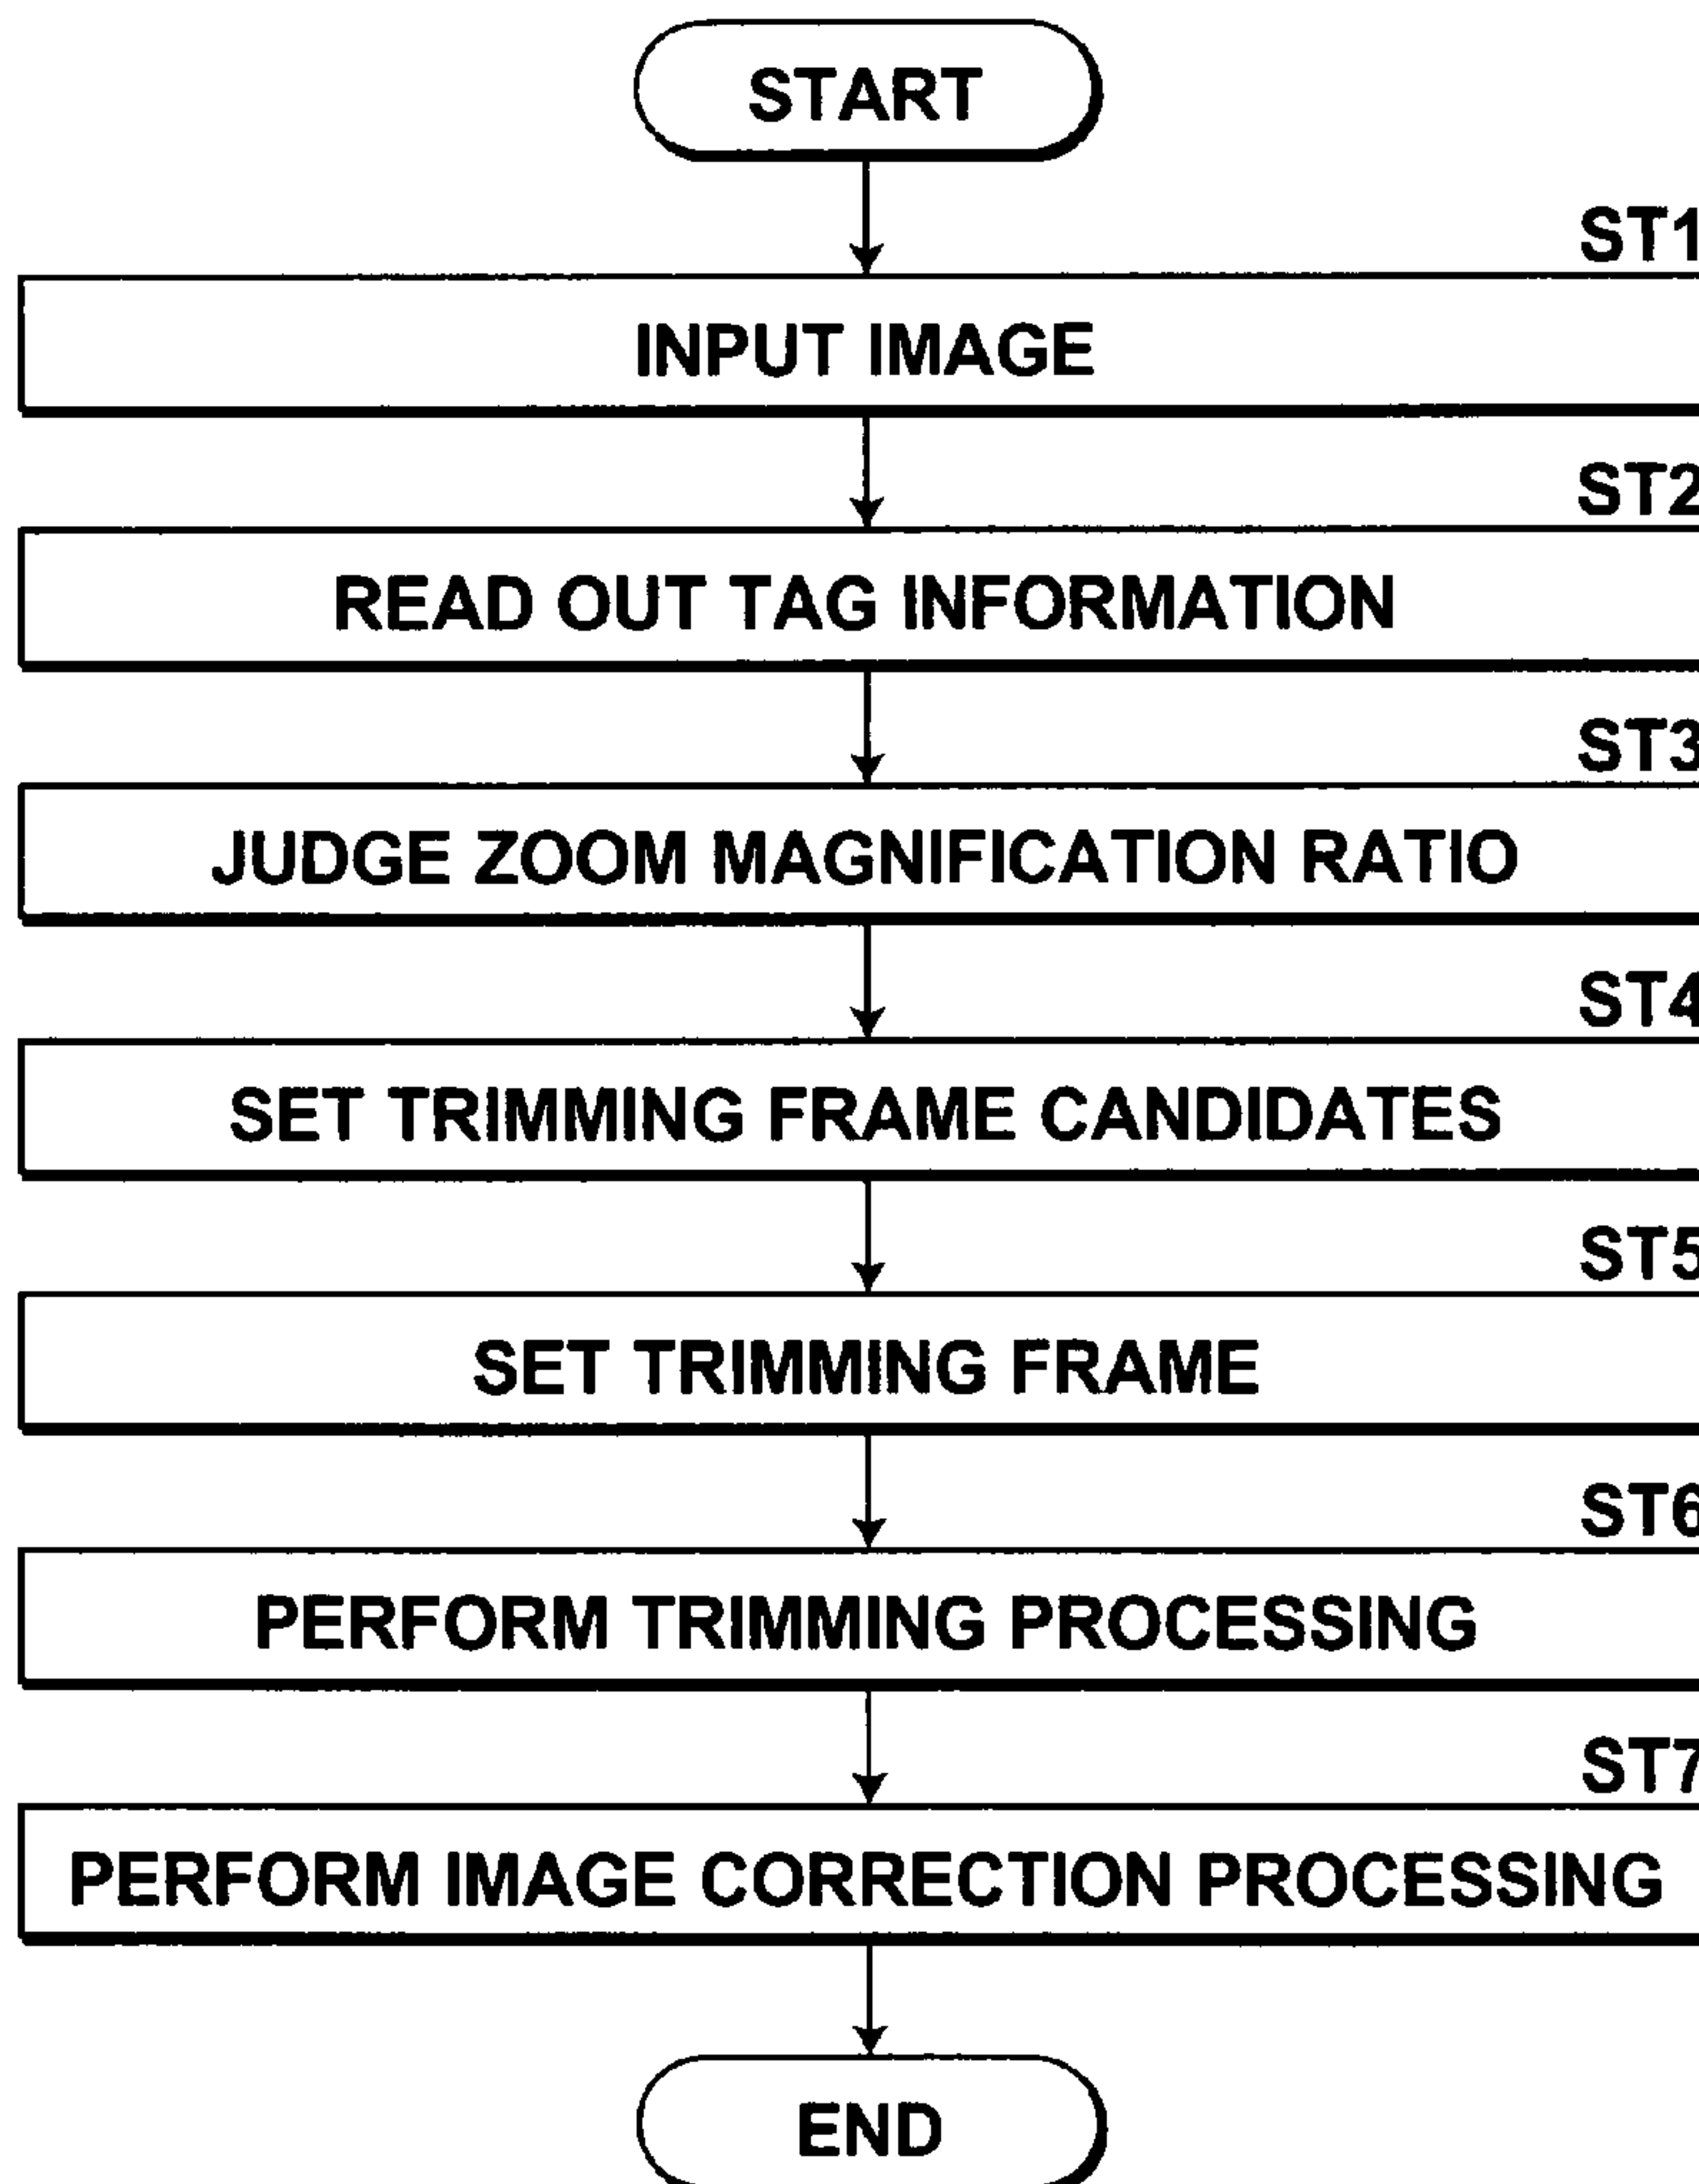 START
ST1
INPUT IMAGE
ST2
READ OUT TAG INFORMATION
ST3
JUDGE ZOOM MAGNIFICATION RATIO
ST4
SET TRIMMING FRAME CANDIDATES
ST5
SET TRIMMING FRAME
ST6
PERFORM TRIMMING PROCESSING
ST7
PERFORM IMAGE CORRECTION PROCESSING
END